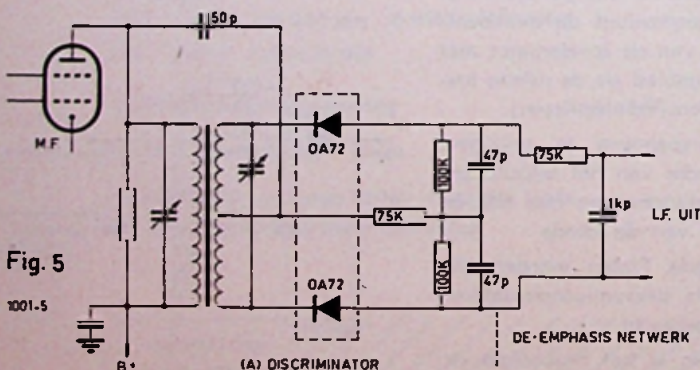 50p
M.F.
OA72
100K
47p
75K
75K
1kp
L.F. UIT
100K
47p
OA72
Fig. 5
1001-5
B+
(A) DISCRIMINATOR
DE-EMPHASIS NETWERK